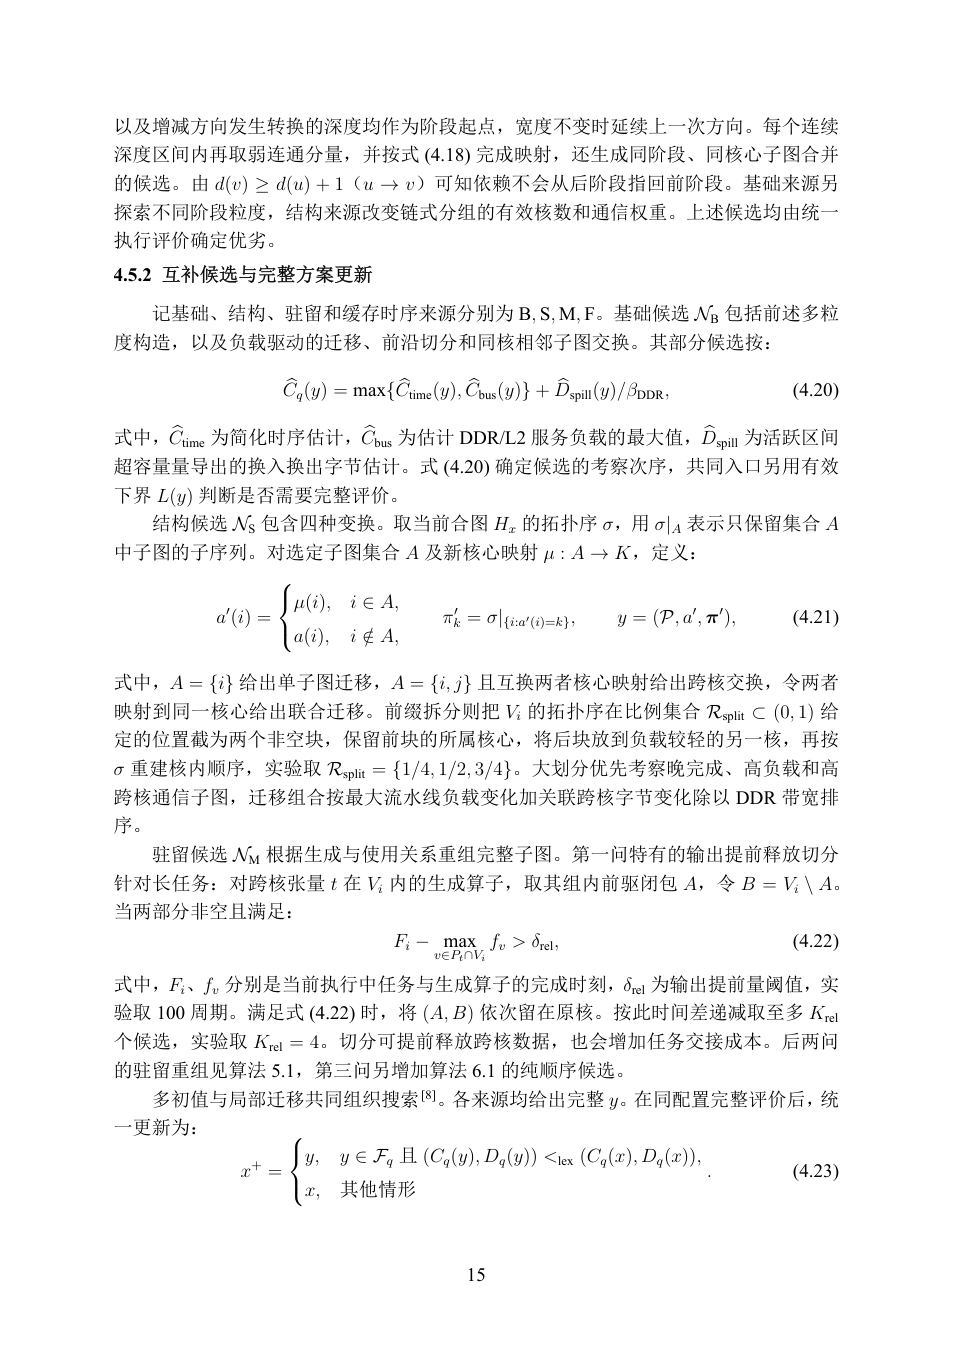 以及增减方向发生转换的深度均作为阶段起点，宽度不变时延续上一次方向。每个连续
深度区间内再取弱连通分量，并按式 (4.18) 完成映射，还生成同阶段、同核心子图合并
的候选。由 d(v) ≥ d(u) + 1（u → v）可知依赖不会从后阶段指回前阶段。基础来源另
探索不同阶段粒度，结构来源改变链式分组的有效核数和通信权重。上述候选均由统一
执行评价确定优劣。
4.5.2 互补候选与完整方案更新
记基础、结构、驻留和缓存时序来源分别为 B, S, M, F。基础候选 𝒩_B 包括前述多粒
度构造，以及负载驱动的迁移、前沿切分和同核相邻子图交换。其部分候选按：
Ĉ_q(y) = max{Ĉ_time(y), Ĉ_bus(y)} + D̂_spill(y)/β_DDR, (4.20)
式中，Ĉ_time 为简化时序估计，Ĉ_bus 为估计 DDR/L2 服务负载的最大值，D̂_spill 为活跃区间
超容量量导出的换入换出字节估计。式 (4.20) 确定候选的考察次序，共同入口另用有效
下界 L(y) 判断是否需要完整评价。
结构候选 𝒩_S 包含四种变换。取当前合图 H_x 的拓扑序 σ，用 σ|_A 表示只保留集合 A
中子图的子序列。对选定子图集合 A 及新核心映射 μ : A → K，定义：
a′(i) = { μ(i), i ∈ A, a(i), i ∉ A, π′_k = σ|_{i:a′(i)=k}, y = (𝒫, a′, π′), (4.21)
式中，A = {i} 给出单子图迁移，A = {i, j} 且互换两者核心映射给出跨核交换，令两者
映射到同一核心给出联合迁移。前缀拆分则把 V_i 的拓扑序在比例集合 ℛ_split ⊂ (0, 1) 给
定的位置截为两个非空块，保留前块的所属核心，将后块放到负载较轻的另一核，再按
σ 重建核内顺序，实验取 ℛ_split = {1/4, 1/2, 3/4}。大划分优先考察晚完成、高负载和高
跨核通信子图，迁移组合按最大流水线负载变化加关联跨核字节变化除以 DDR 带宽排
序。
驻留候选 𝒩_M 根据生成与使用关系重组完整子图。第一问特有的输出提前释放切分
针对长任务：对跨核张量 t 在 V_i 内的生成算子，取其组内前驱闭包 A，令 B = V_i \ A。
当两部分非空且满足：
F_i − max_{v∈P_t∩V_i} f_v > δ_rel, (4.22)
式中，F_i、f_v 分别是当前执行中任务与生成算子的完成时刻，δ_rel 为输出提前量阈值，实
验取 100 周期。满足式 (4.22) 时，将 (A, B) 依次留在原核。按此时间差递减取至多 K_rel
个候选，实验取 K_rel = 4。切分可提前释放跨核数据，也会增加任务交接成本。后两问
的驻留重组见算法 5.1，第三问另增加算法 6.1 的纯顺序候选。
多初值与局部迁移共同组织搜索[8]。各来源均给出完整 y。在同配置完整评价后，统
一更新为：
x⁺ = { y, y ∈ ℱ_q 且 (C_q(y), D_q(y)) <_lex (C_q(x), D_q(x)), x, 其他情形 . (4.23)
15